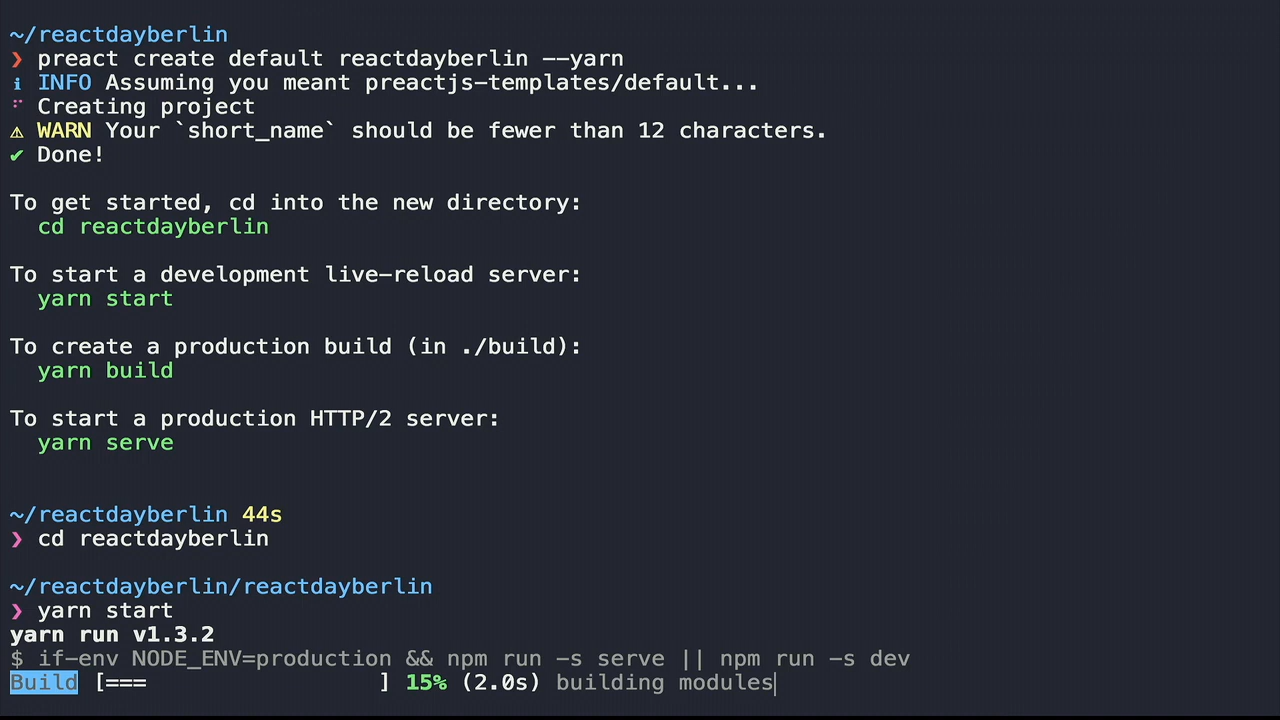 ~/reactdayberlin
❯ preact create default reactdayberlin --yarn
ℹ INFO Assuming you meant preactjs-templates/default...
⠋ Creating project
⚠ WARN Your `short_name` should be fewer than 12 characters.
✔ Done!
To get started, cd into the new directory:
cd reactdayberlin
To start a development live-reload server:
yarn start
To create a production build (in ./build):
yarn build
To start a production HTTP/2 server:
yarn serve
~/reactdayberlin 44s
❯ cd reactdayberlin
~/reactdayberlin/reactdayberlin
❯ yarn start
yarn run v1.3.2
$ if-env NODE_ENV=production && npm run -s serve || npm run -s dev
Build [===                 ] 15% (2.0s) building modules